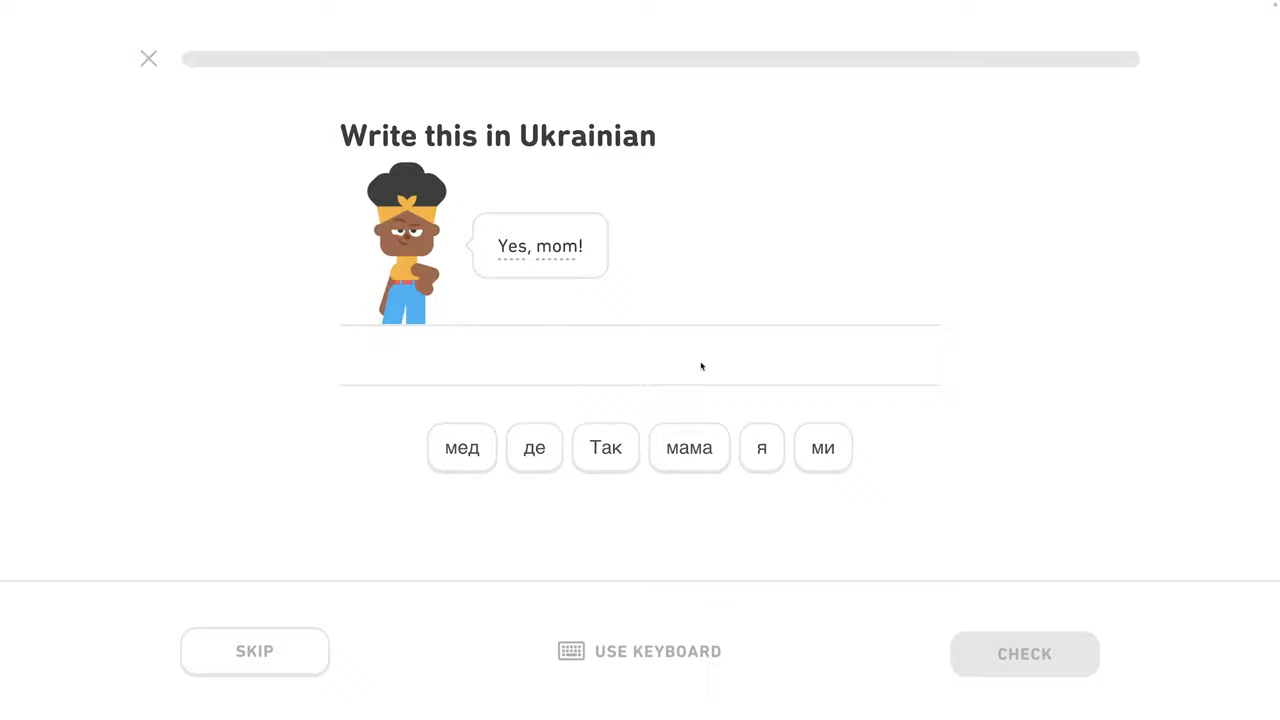 Write this in Ukrainian
Yes, mom!
мед де Так мама я ми
SKIP USE KEYBOARD CHECK